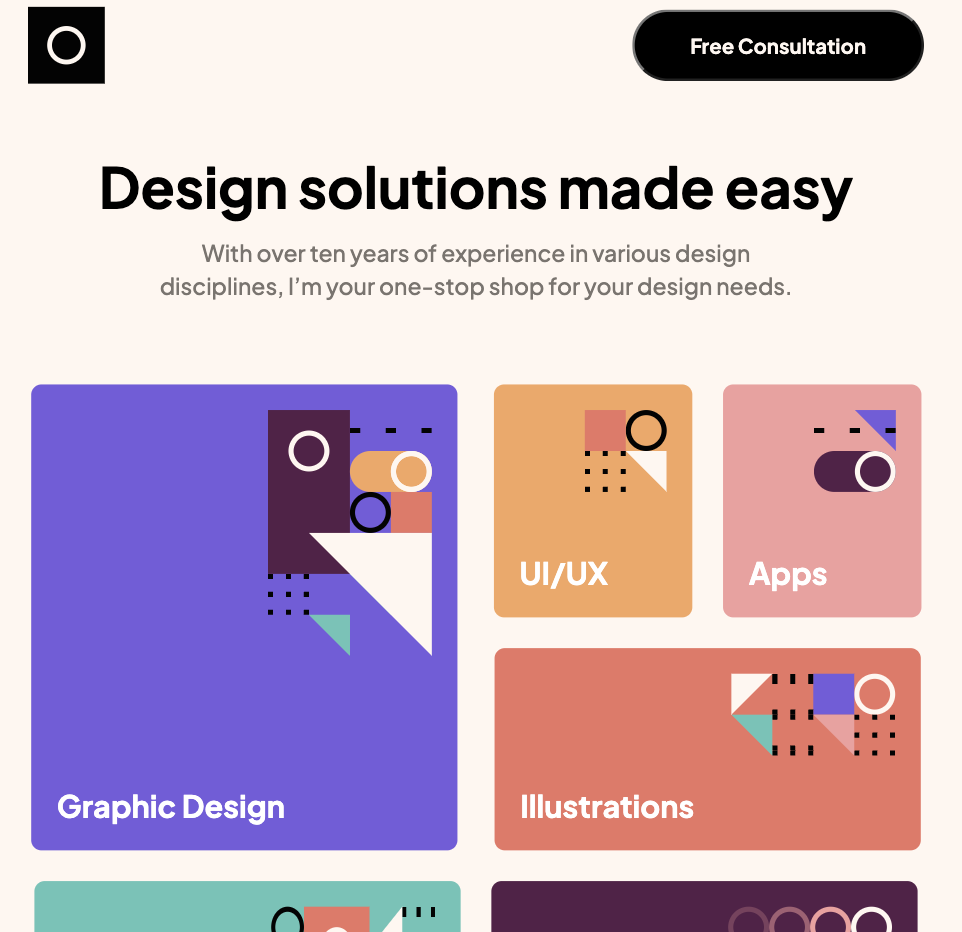 Free Consultation
Design solutions made easy
With over ten years of experience in various design
disciplines, I’m your one-stop shop for your design needs.
UI/UX
Apps
Graphic Design
Illustrations